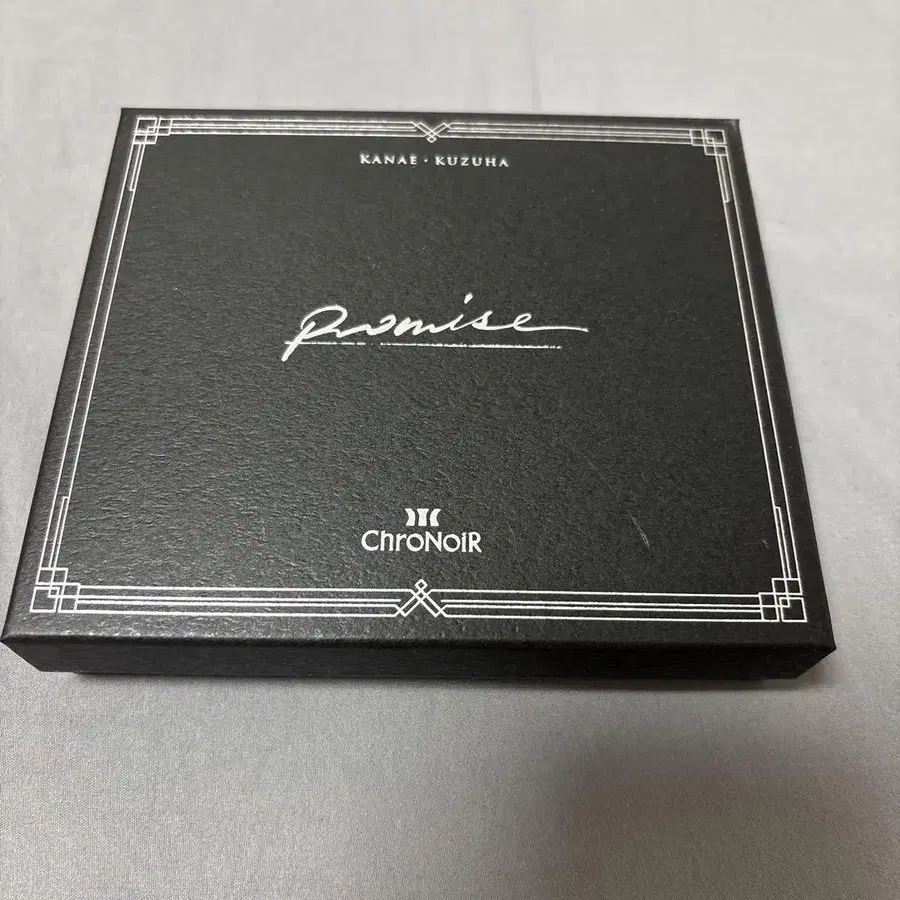 KANAE · KUZUHA
Promise
ChroNoiR